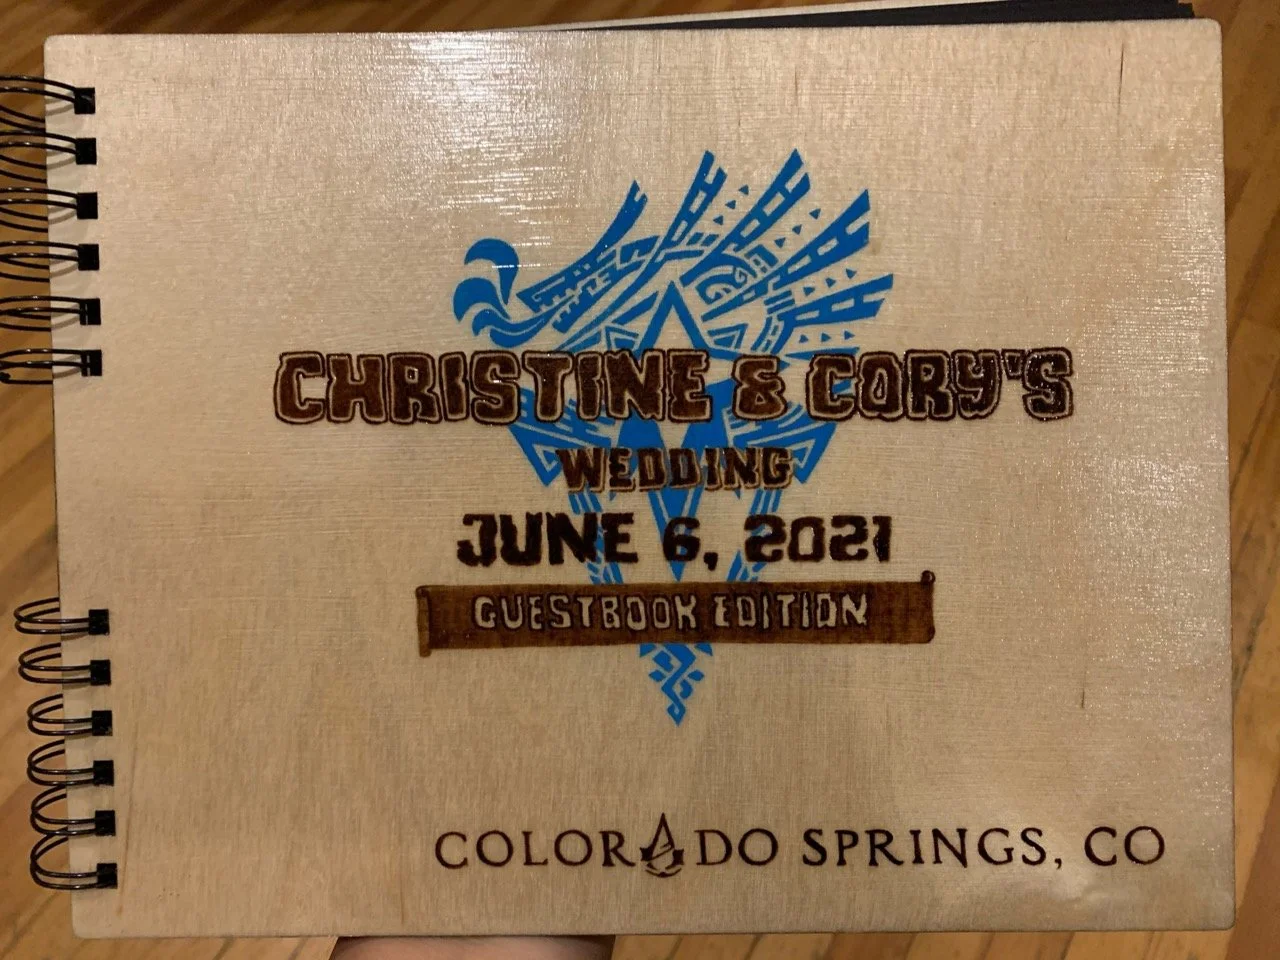 CHRISTINE & CORY'S
WEDDING
JUNE 6, 2021
GUESTBOOK EDITION
COLORADO SPRINGS, CO